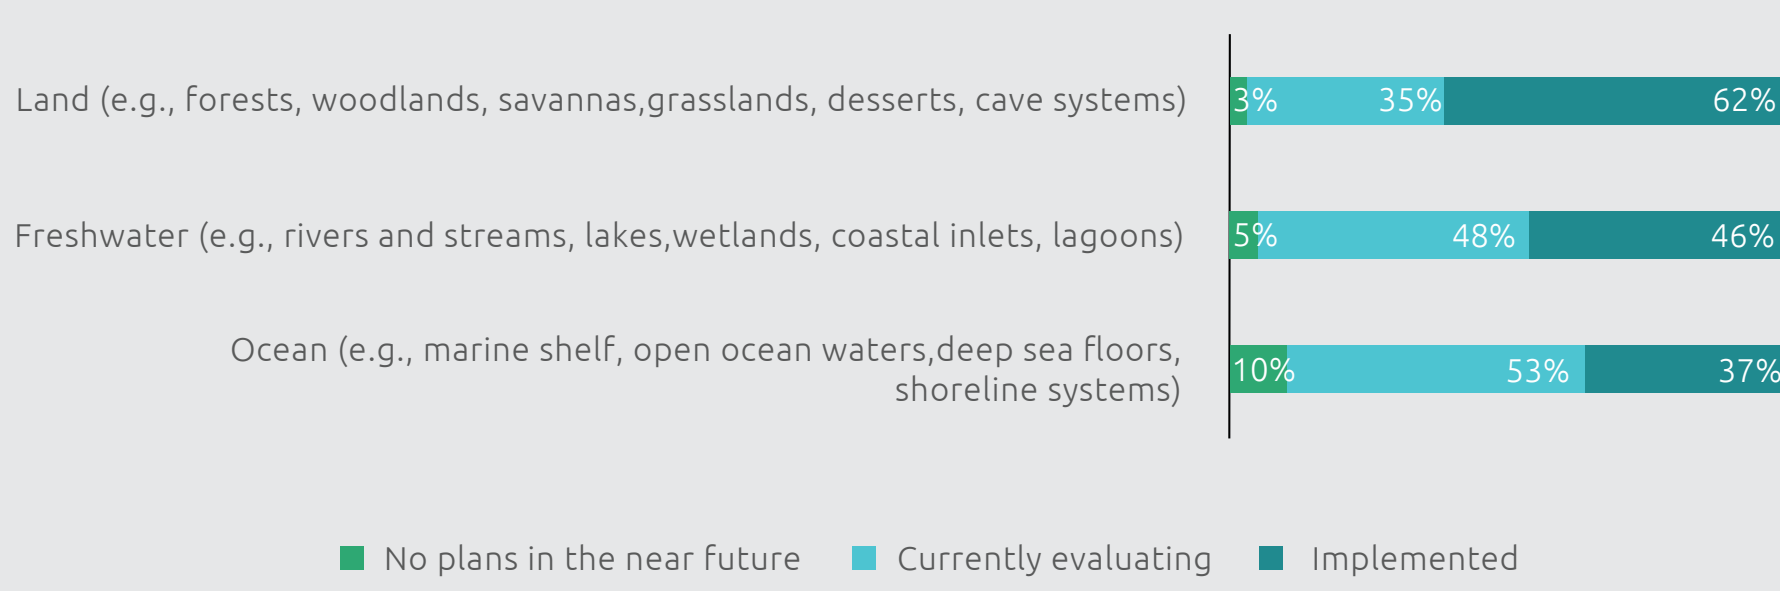 Land (e.g., forests, woodlands, savannas,grasslands, desserts, cave systems) 3% 35% 62%
Freshwater (e.g., rivers and streams, lakes,wetlands, coastal inlets, lagoons) 5% 48% 46%
Ocean (e.g., marine shelf, open ocean waters,deep sea floors,
shoreline systems) 10% 53% 37%
No plans in the near future Currently evaluating Implemented